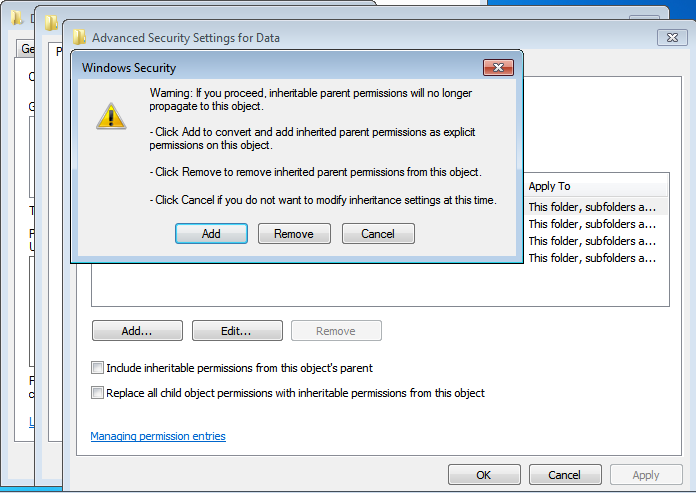 Advanced Security Settings for Data
Windows Security
Warning: If you proceed, inheritable parent permissions will no longer
propagate to this object.
- Click Add to convert and add inherited parent permissions as explicit
permissions on this object.
- Click Remove to remove inherited parent permissions from this object.
- Click Cancel if you do not want to modify inheritance settings at this time.
Add Remove Cancel
Apply To
This folder, subfolders a...
This folder, subfolders a...
This folder, subfolders a...
This folder, subfolders a...
Add... Edit... Remove
Include inheritable permissions from this object's parent
Replace all child object permissions with inheritable permissions from this object
Managing permission entries
OK Cancel Apply